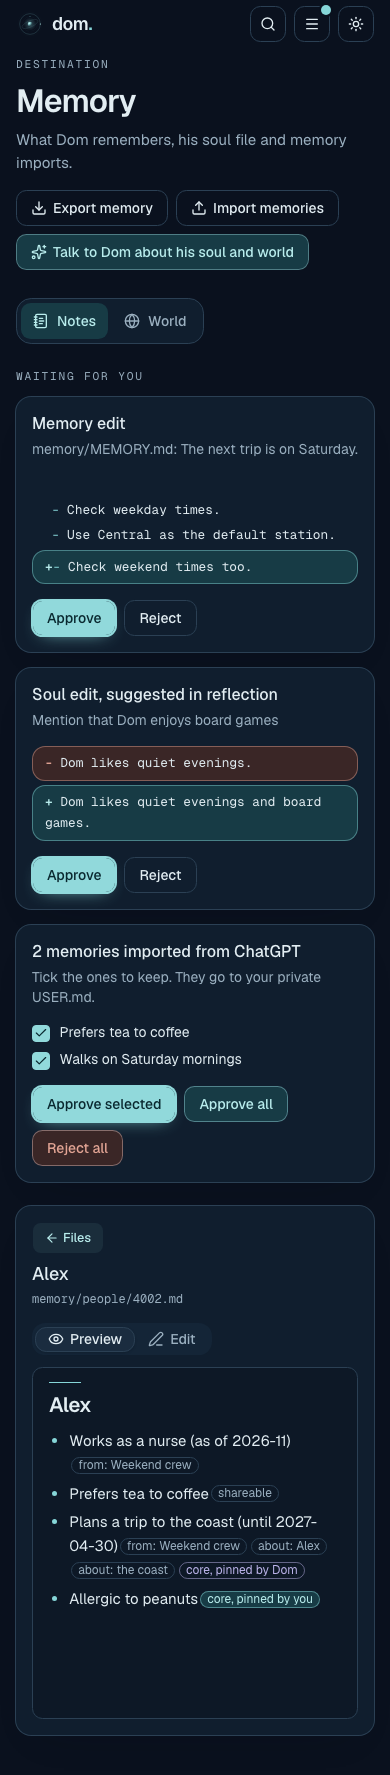 dom.
DESTINATION
Memory
What Dom remembers, his soul file and memory
imports.
Export memory
Import memories
Talk to Dom about his soul and world
Notes
World
WAITING FOR YOU
Memory edit
memory/MEMORY.md: The next trip is on Saturday.
- Check weekday times.
- Use Central as the default station.
+- Check weekend times too.
Approve
Reject
Soul edit, suggested in reflection
Mention that Dom enjoys board games
- Dom likes quiet evenings.
+ Dom likes quiet evenings and board
games.
Approve
Reject
2 memories imported from ChatGPT
Tick the ones to keep. They go to your private
USER.md.
Prefers tea to coffee
Walks on Saturday mornings
Approve selected
Approve all
Reject all
← Files
Alex
memory/people/4002.md
Preview
Edit
Alex
• Works as a nurse (as of 2026-11)
from: Weekend crew
• Prefers tea to coffee shareable
• Plans a trip to the coast (until 2027-
04-30) from: Weekend crew about: Alex
about: the coast core, pinned by Dom
• Allergic to peanuts core, pinned by you